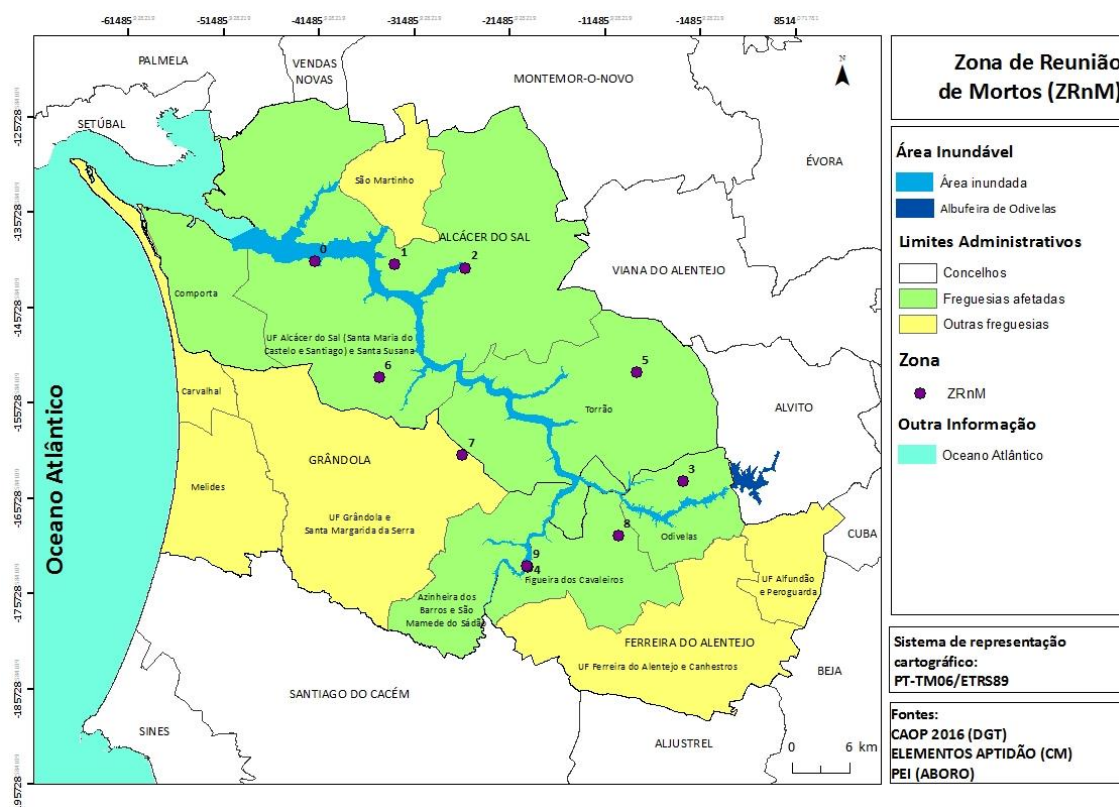 -61485
-51485
-41485
-31485
-21485
-11485
-1485
8514
PALMELA
VENDAS
NOVAS
MONTEMOR-O-NOVO
N
SETÚBAL
ÉVORA
São Martinho
ALCÁCER DO SAL
0
1
2
VIANA DO ALENTEJO
Comporta
UF Alcácer do Sal (Santa Maria do
Castelo e Santiago) e Santa Susana
6
5
Carvalhal
Torrão
ALVITO
7
GRÂNDOLA
3
Melides
UF Grândola e
Santa Margarida da Serra
8
Odivelas
CUBA
9
4
Figueira dos Cavaleiros
UF Alfundão
e Peroguarda
Azinheira dos
Barros e São
Mamede do Sádão
FERREIRA DO ALENTEJO
UF Ferreira do Alentejo e Canhestros
BEJA
SANTIAGO DO CACÉM
SINES
ALJUSTREL
0 6 km
Oceano Atlântico
-125728
-135728
-145728
-155728
-165728
-175728
-185728
-195728
Zona de Reunião
de Mortos (ZRnM)
Área Inundável
Área inundada
Albufeira de Odivelas
Limites Administrativos
Concelhos
Freguesias afetadas
Outras freguesias
Zona
ZRnM
Outra Informação
Oceano Atlântico
Sistema de representação
cartográfico:
PT-TM06/ETRS89
Fontes:
CAOP 2016 (DGT)
ELEMENTOS APTIDÃO (CM)
PEI (ABORO)